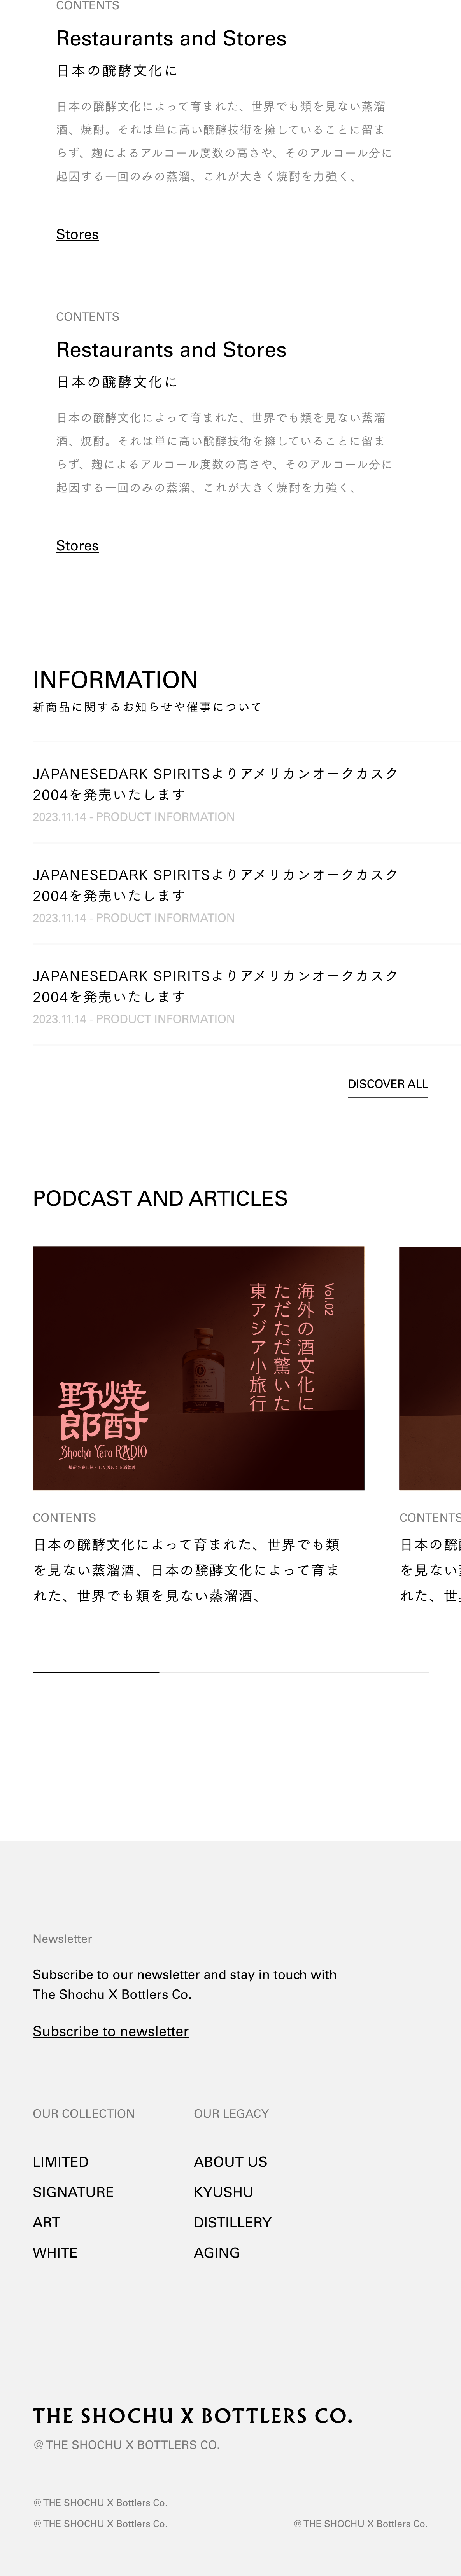 CONTENTS
Restaurants and Stores
日本の醗酵文化に
日本の醗酵文化によって育まれた、世界でも類を見ない蒸溜
酒、焼酎。それは単に高い醗酵技術を擁していることに留ま
らず、麹によるアルコール度数の高さや、そのアルコール分に
起因する一回のみの蒸溜、これが大きく焼酎を力強く、
Stores
CONTENTS
Restaurants and Stores
日本の醗酵文化に
日本の醗酵文化によって育まれた、世界でも類を見ない蒸溜
酒、焼酎。それは単に高い醗酵技術を擁していることに留ま
らず、麹によるアルコール度数の高さや、そのアルコール分に
起因する一回のみの蒸溜、これが大きく焼酎を力強く、
Stores
INFORMATION
新商品に関するお知らせや催事について
JAPANESEDARK SPIRITSよりアメリカンオークカスク
2004を発売いたします
2023.11.14 - PRODUCT INFORMATION
JAPANESEDARK SPIRITSよりアメリカンオークカスク
2004を発売いたします
2023.11.14 - PRODUCT INFORMATION
JAPANESEDARK SPIRITSよりアメリカンオークカスク
2004を発売いたします
2023.11.14 - PRODUCT INFORMATION
DISCOVER ALL
PODCAST AND ARTICLES
Vol.02
海外の酒文化に
ただただ驚いた
東アジア小旅行
焼酎
野郎
Shochu Yaro RADIO
CONTENTS
日本の醗酵文化によって育まれた、世界でも類
を見ない蒸溜酒、日本の醗酵文化によって育ま
れた、世界でも類を見ない蒸溜酒、
CONTENTS
日本の醗
を見ない
れた、世
Newsletter
Subscribe to our newsletter and stay in touch with
The Shochu X Bottlers Co.
Subscribe to newsletter
OUR COLLECTION
LIMITED
SIGNATURE
ART
WHITE
OUR LEGACY
ABOUT US
KYUSHU
DISTILLERY
AGING
THE SHOCHU X BOTTLERS CO.
@ THE SHOCHU X BOTTLERS CO.
@ THE SHOCHU X Bottlers Co.
@ THE SHOCHU X Bottlers Co.
@ THE SHOCHU X Bottlers Co.